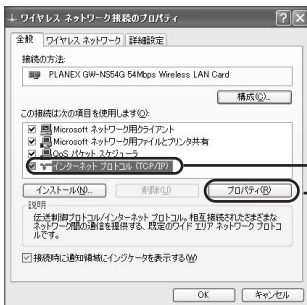 ワイヤレス ネットワーク接続のプロパティ
全般 ワイヤレス ネットワーク 詳細設定
接続の方法:
PLANEX GW-NS54G 54Mbps Wireless LAN Card
構成(C)...
この接続は次の項目を使用します(O):
Microsoft ネットワーク用クライアント
Microsoft ネットワーク用ファイルとプリンタ共有
QoS パケット スケジューラ
インターネット プロトコル (TCP/IP)
インストール(N)... 削除(U) プロパティ(R)
説明
伝送制御プロトコル/インターネット プロトコル。相互接続されたさまざまな
ネットワーク間の通信を提供する、既定のワイド エリア ネットワーク プロトコ
ルです。
接続時に通知領域にインジケータを表示する(W)
OK キャンセル